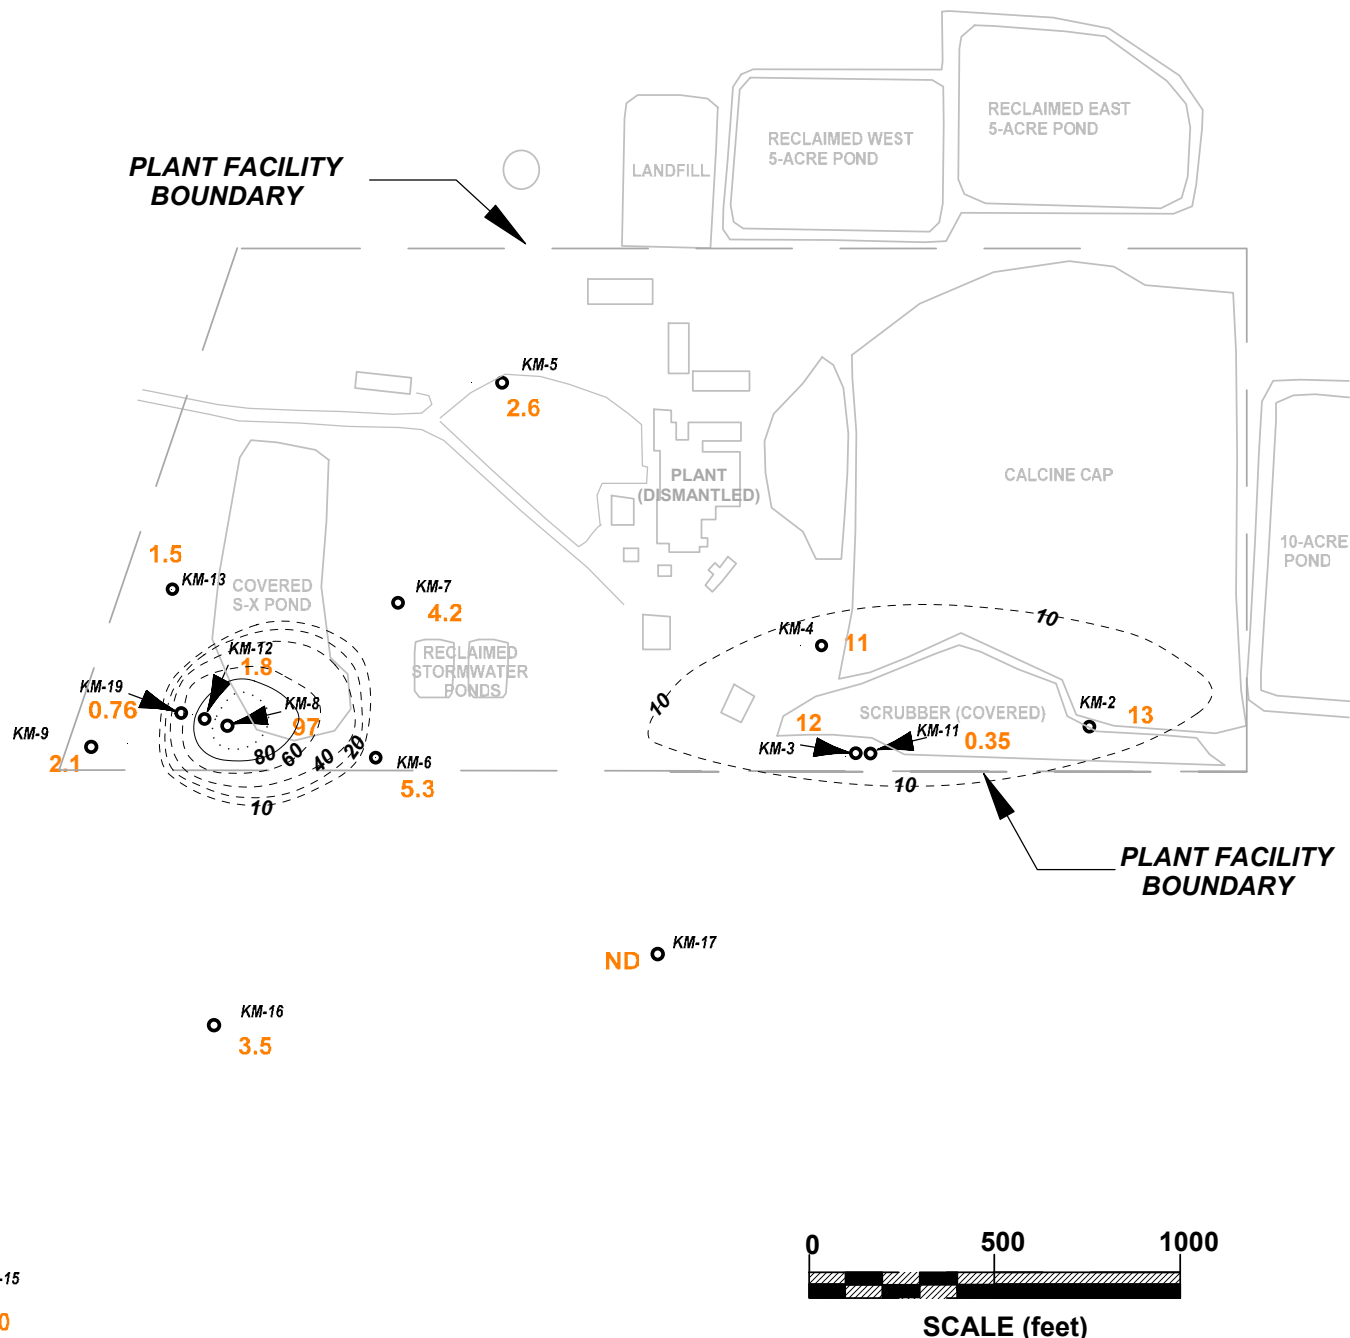 RECLAIMED EAST
5-ACRE POND
RECLAIMED WEST
5-ACRE POND
LANDFILL
PLANT FACILITY
BOUNDARY
KM-5
2.6
PLANT
(DISMANTLED)
CALCINE CAP
10-ACRE
POND
1.5
KM-13
COVERED
S-X POND
KM-7
4.2
KM-12
1.8
RECLAIMED
STORMWATER
PONDS
KM-19
0.76
KM-8
97
KM-9
2.1
80
60
40
20
10
KM-6
5.3
KM-4
11
10
10
12
SCRUBBER (COVERED)
KM-2
13
KM-3
KM-11
0.35
10
PLANT FACILITY
BOUNDARY
ND
KM-17
KM-16
3.5
-15
0
0
500
1000
SCALE (feet)